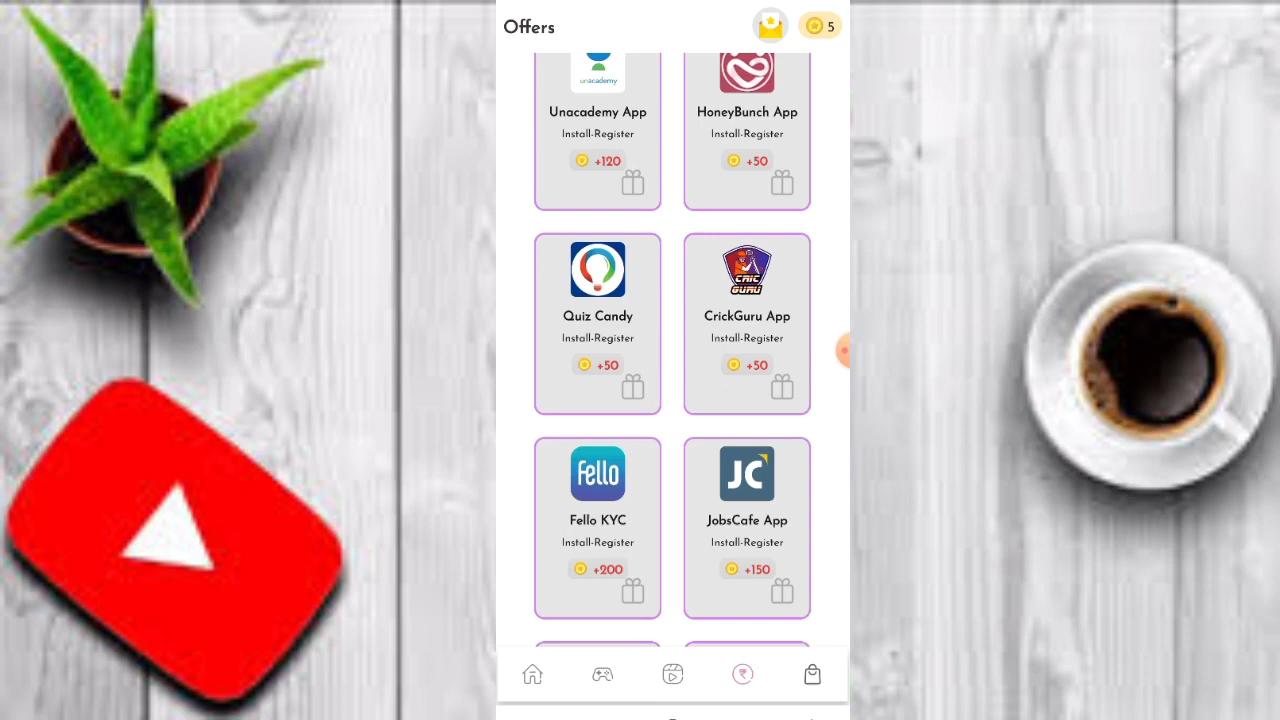 Offers
5
unacademy
Unacademy App
Install-Register
+120
HoneyBunch App
Install-Register
+50
Quiz Candy
Install-Register
+50
CRIC
GURU
CrickGuru App
Install-Register
+50
Fello
Fello KYC
Install-Register
+200
JC
JobsCafe App
Install-Register
+150
₹